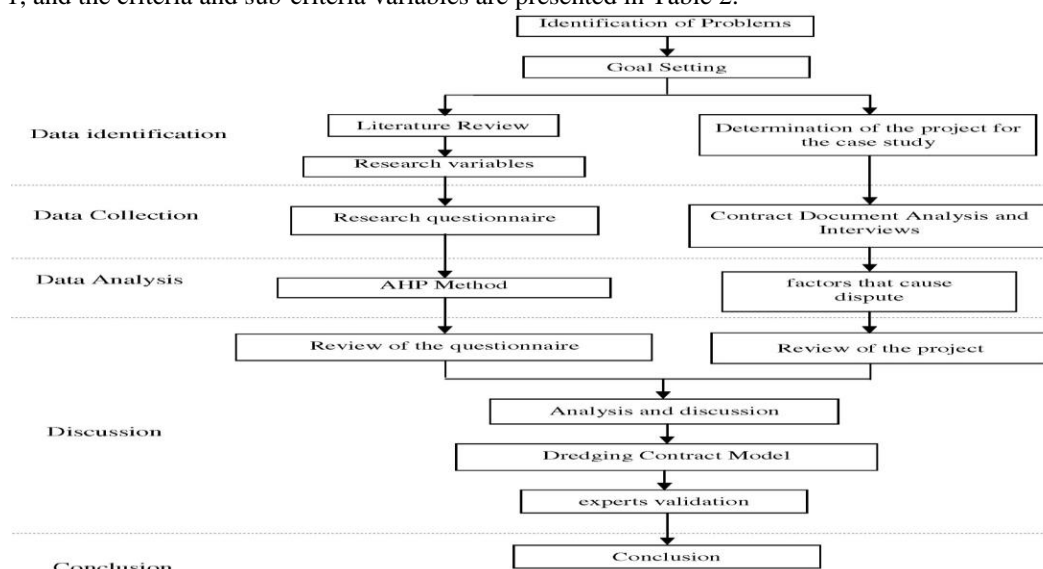 1, and the criteria and sub-criteria variables are presented in Table 2.
Identification of Problems
Goal Setting
Data identification
Literature Review
Determination of the project for
the case study
Research variables
Data Collection
Research questionnaire
Contract Document Analysis and
Interviews
Data Analysis
AHP Method
factors that cause
dispute
Review of the questionnaire
Review of the project
Discussion
Analysis and discussion
Dredging Contract Model
experts validation
Conclusion
Conclusion